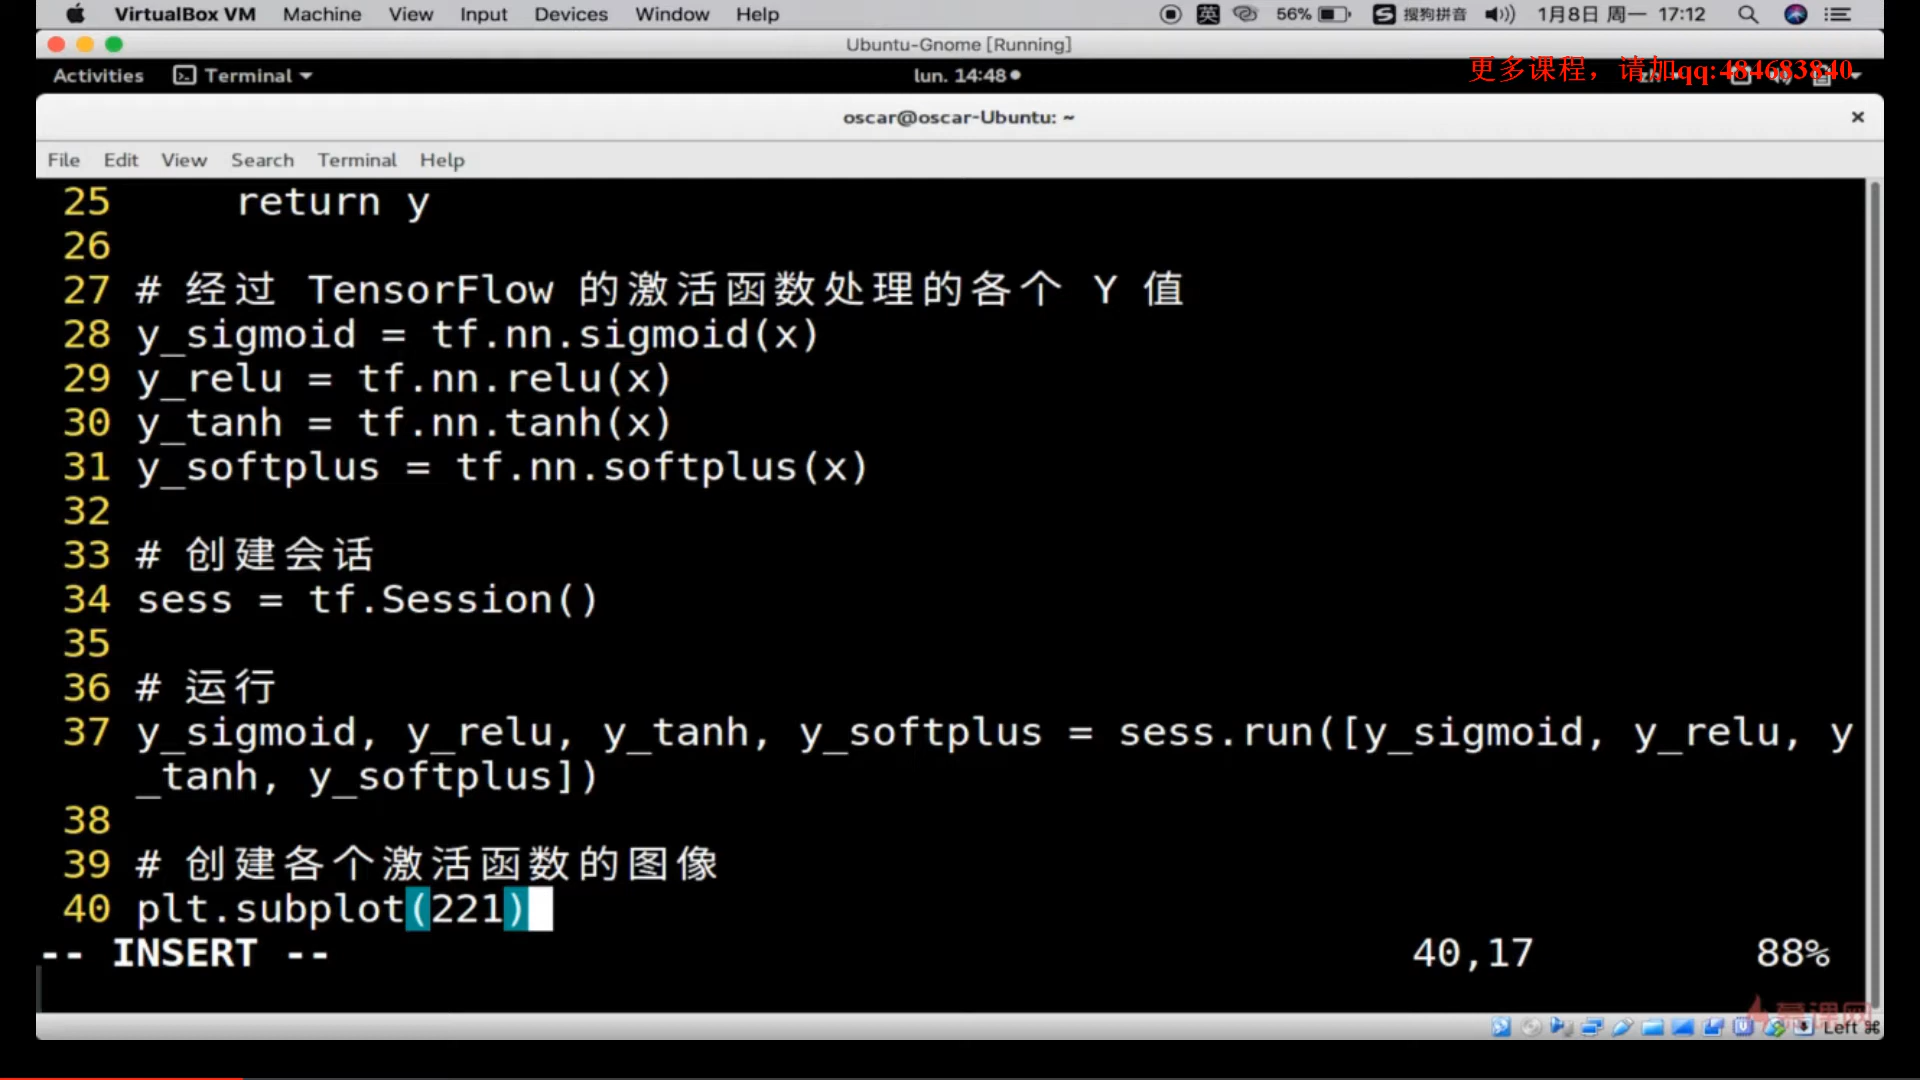 VirtualBox VM Machine View Input Devices Window Help 英 56% 搜狗拼音 1月8日 周一 17:12
Ubuntu-Gnome [Running]
Activities Terminal lun. 14:48
更多课程，请加qq:484683840
oscar@oscar-Ubuntu: ~
File Edit View Search Terminal Help
25     return y
26
27 # 经过 TensorFlow 的激活函数处理的各个 Y 值
28 y_sigmoid = tf.nn.sigmoid(x)
29 y_relu = tf.nn.relu(x)
30 y_tanh = tf.nn.tanh(x)
31 y_softplus = tf.nn.softplus(x)
32
33 # 创建会话
34 sess = tf.Session()
35
36 # 运行
37 y_sigmoid, y_relu, y_tanh, y_softplus = sess.run([y_sigmoid, y_relu, y
_tanh, y_softplus])
38
39 # 创建各个激活函数的图像
40 plt.subplot(221)
-- INSERT -- 40,17 88%
慕课网
Left ⌘